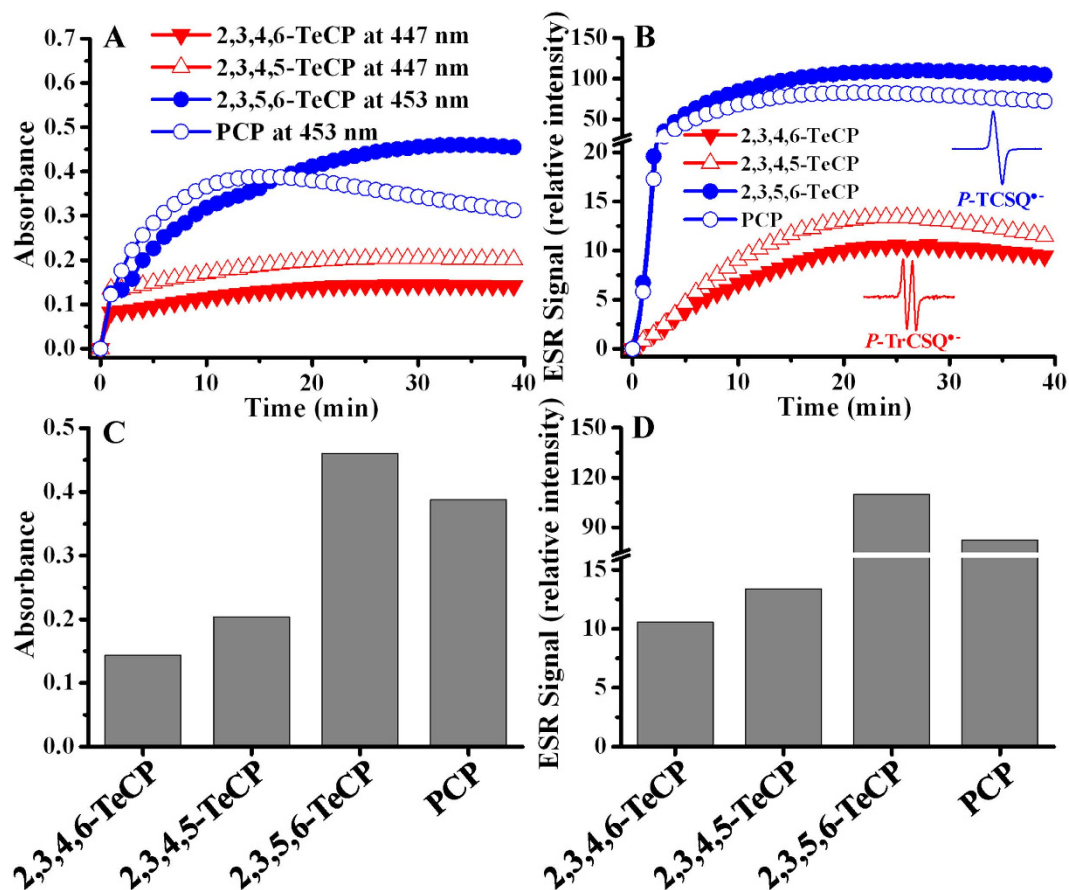 A
2,3,4,6-TeCP at 447 nm
2,3,4,5-TeCP at 447 nm
2,3,5,6-TeCP at 453 nm
PCP at 453 nm
Absorbance
0.7
0.6
0.5
0.4
0.3
0.2
0.1
0.0
0 10 20 30 40
Time (min)
B
ESR Signal (relative intensity)
150
125
100
75
50
20
15
10
5
0
2,3,4,6-TeCP
2,3,4,5-TeCP
2,3,5,6-TeCP
PCP
P-TCSQ•-
P-TrCSQ•-
0 10 20 30 40
Time (min)
C
Absorbance
0.5
0.4
0.3
0.2
0.1
0.0
2,3,4,6-TeCP
2,3,4,5-TeCP
2,3,5,6-TeCP
PCP
D
ESR Signal (relative intensity)
150
120
90
15
10
5
0
2,3,4,6-TeCP
2,3,4,5-TeCP
2,3,5,6-TeCP
PCP